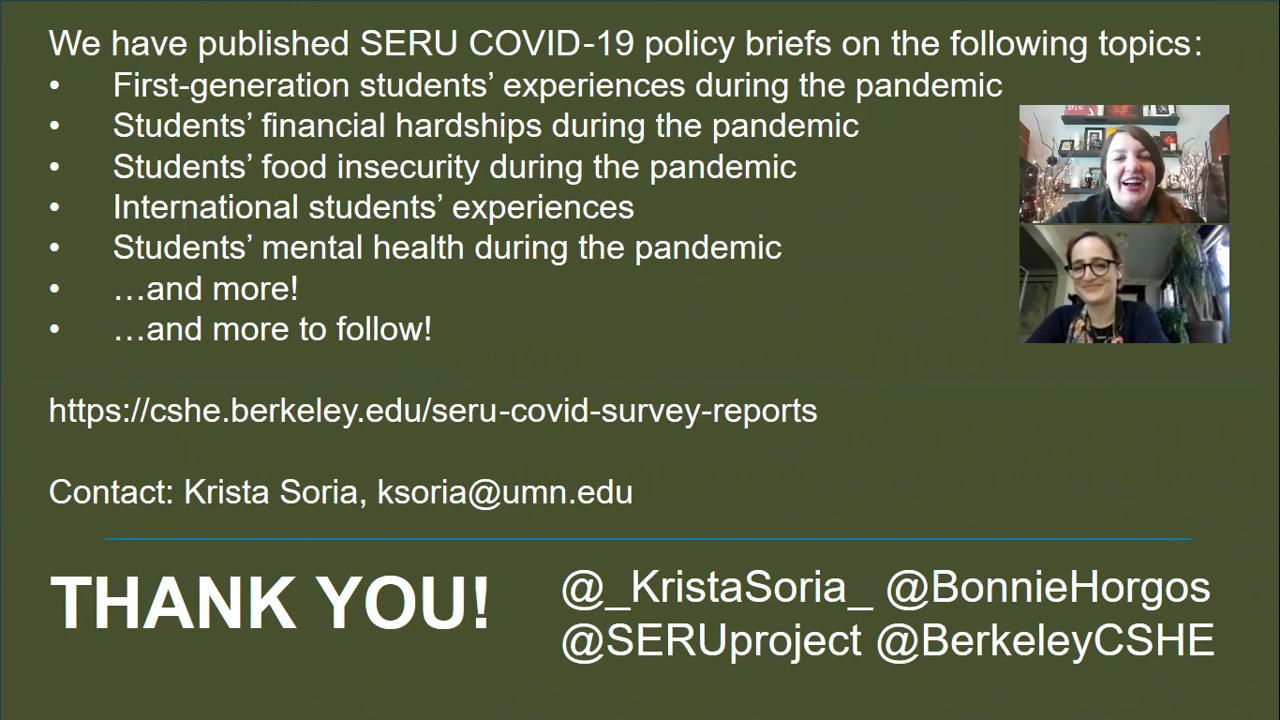 We have published SERU COVID-19 policy briefs on the following topics:
• First-generation students’ experiences during the pandemic
• Students’ financial hardships during the pandemic
• Students’ food insecurity during the pandemic
• International students’ experiences
• Students’ mental health during the pandemic
• …and more!
• …and more to follow!
https://cshe.berkeley.edu/seru-covid-survey-reports
Contact: Krista Soria, ksoria@umn.edu
THANK YOU!
@_KristaSoria_ @BonnieHorgos
@SERUproject @BerkeleyCSHE